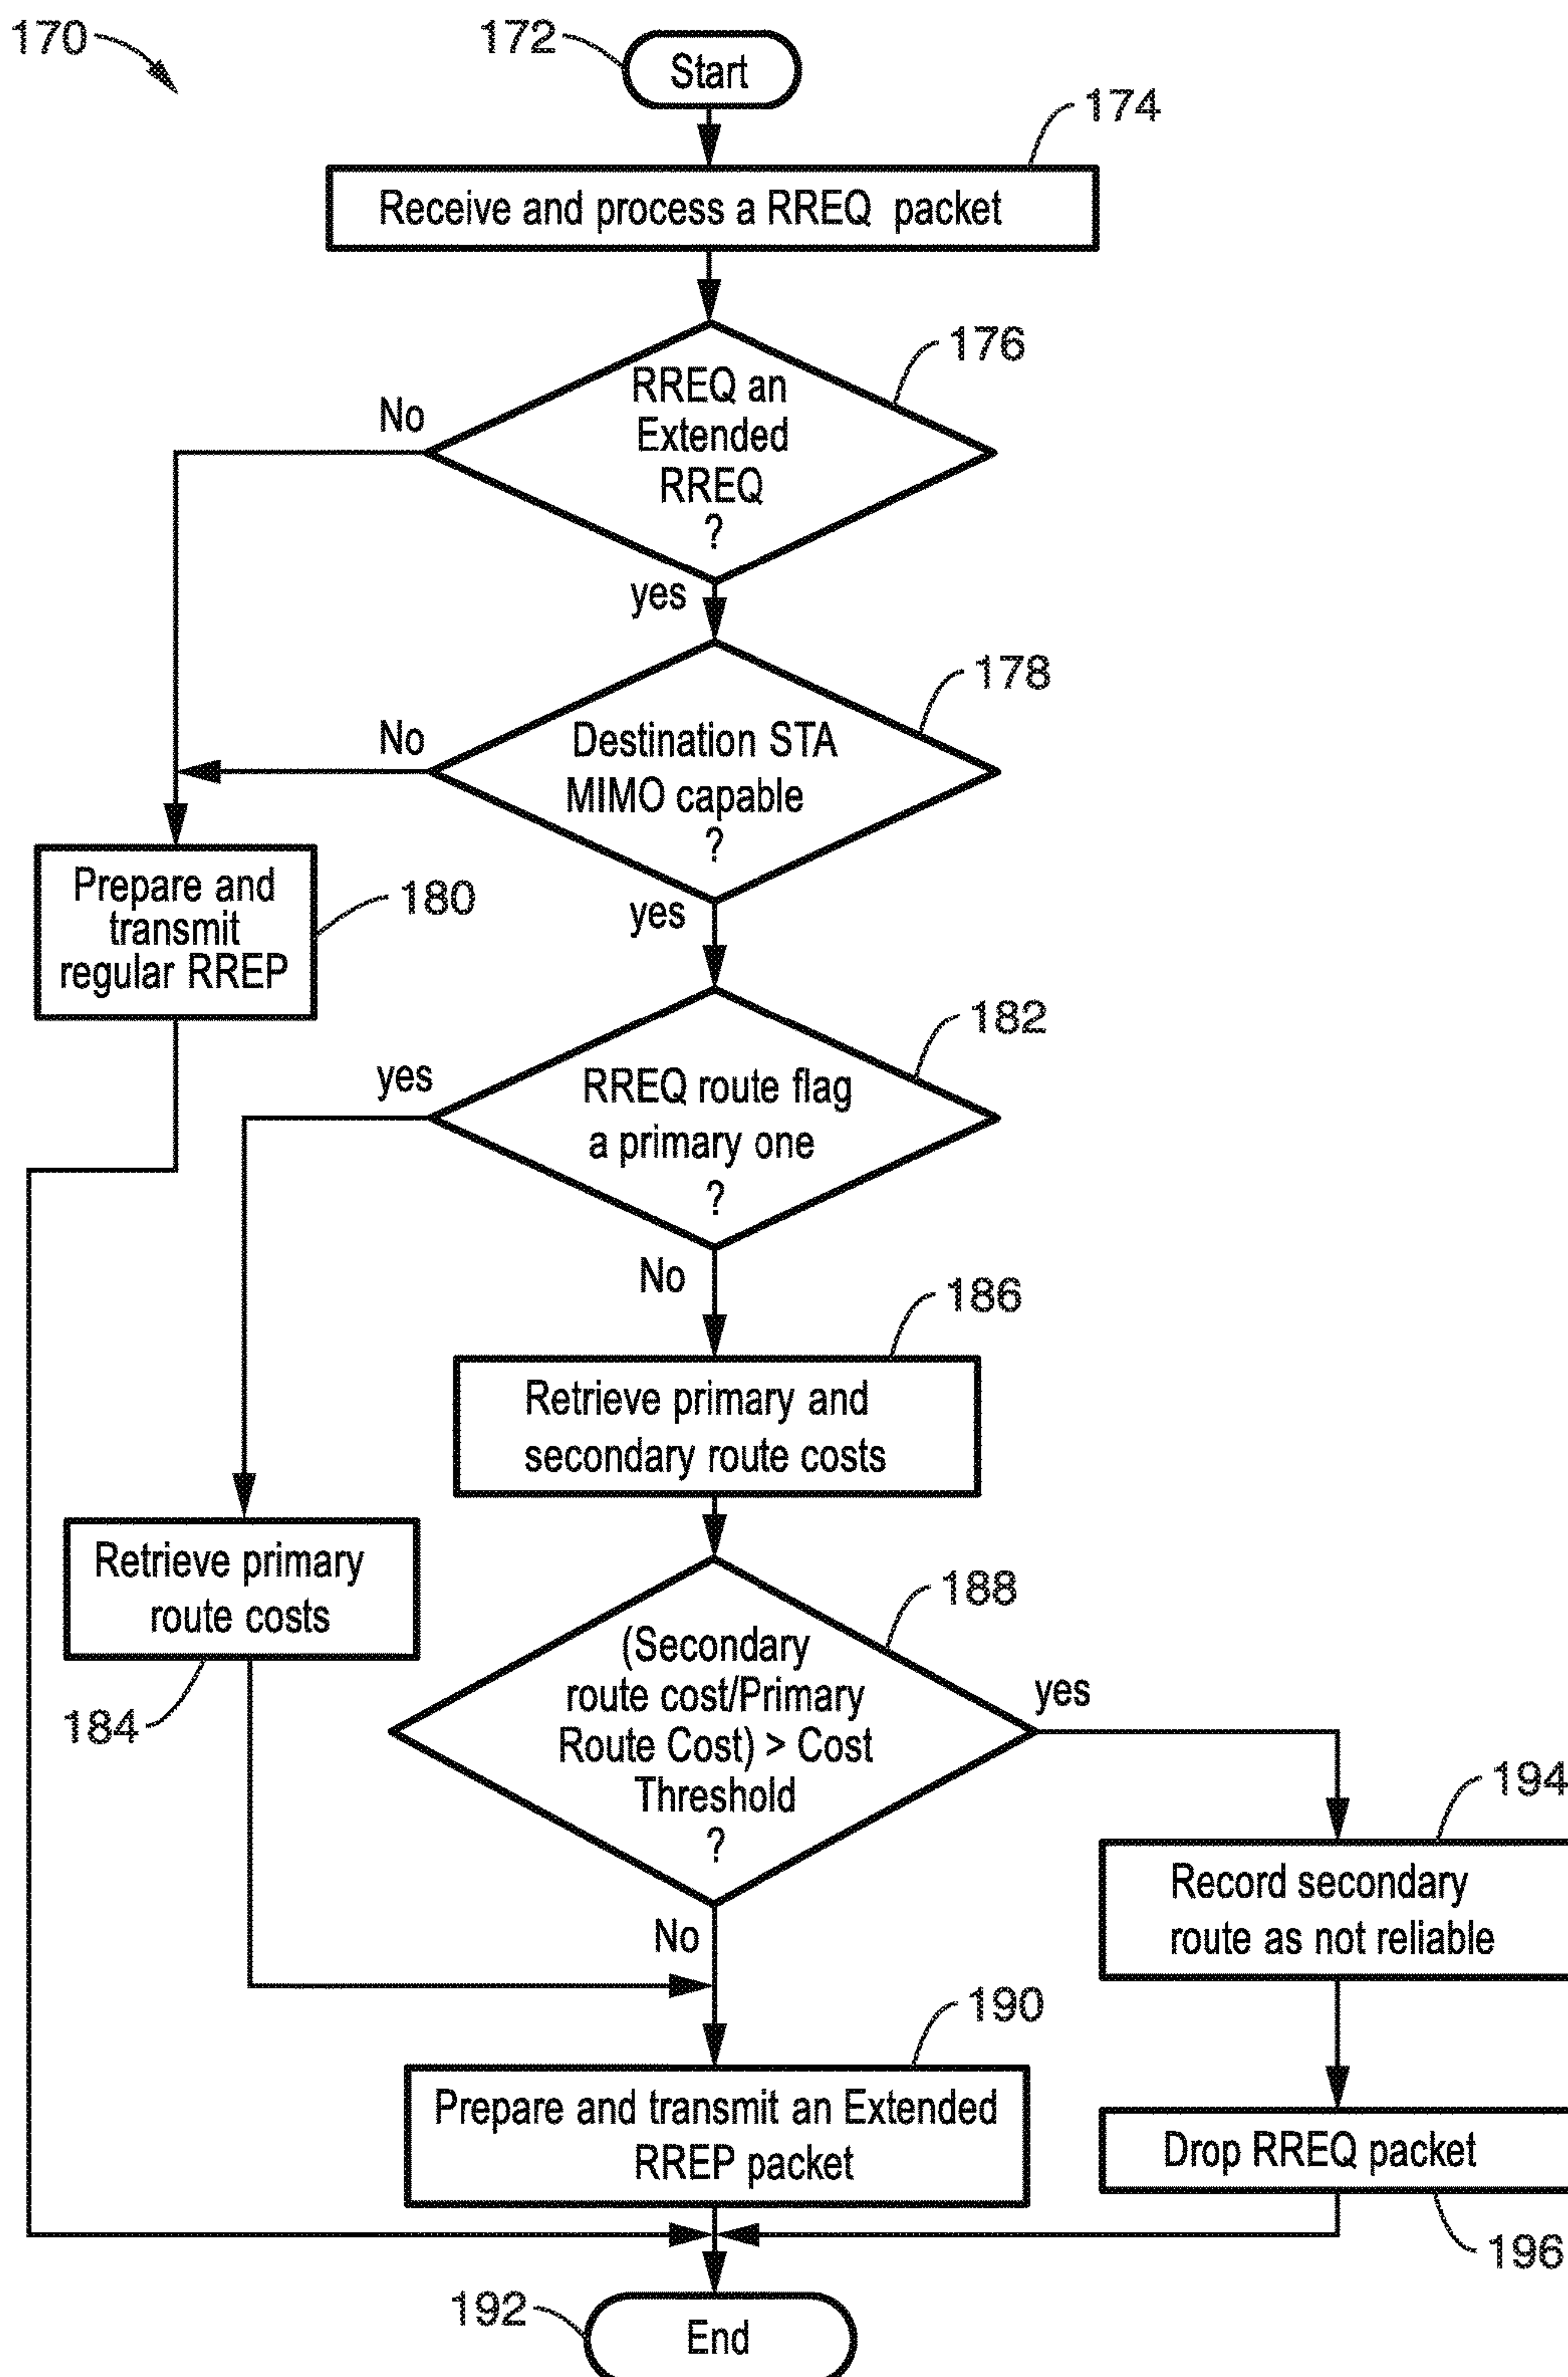 170
172
Start
174
Receive and process a RREQ packet
176
RREQ an
Extended
RREQ
?
No
yes
178
Destination STA
MIMO capable
?
No
yes
Prepare and
transmit
regular RREP
180
182
RREQ route flag
a primary one
?
yes
No
186
Retrieve primary and
secondary route costs
Retrieve primary
route costs
184
188
(Secondary
route cost/Primary
Route Cost) > Cost
Threshold
?
yes
No
194
Record secondary
route as not reliable
190
Prepare and transmit an Extended
RREP packet
Drop RREQ packet
196
192
End